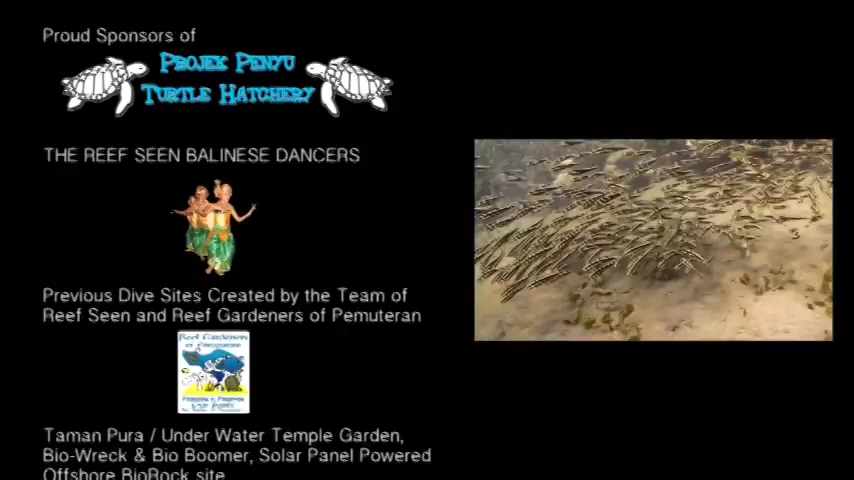 Proud Sponsors of
PROJEK PENYU
TURTLE HATCHERY
THE REEF SEEN BALINESE DANCERS
Previous Dive Sites Created by the Team of
Reef Seen and Reef Gardeners of Pemuteran
Reef Gardeners
of Pemuteran
Taman Pura / Under Water Temple Garden,
Bio-Wreck & Bio Boomer, Solar Panel Powered
Offshore BioRock site